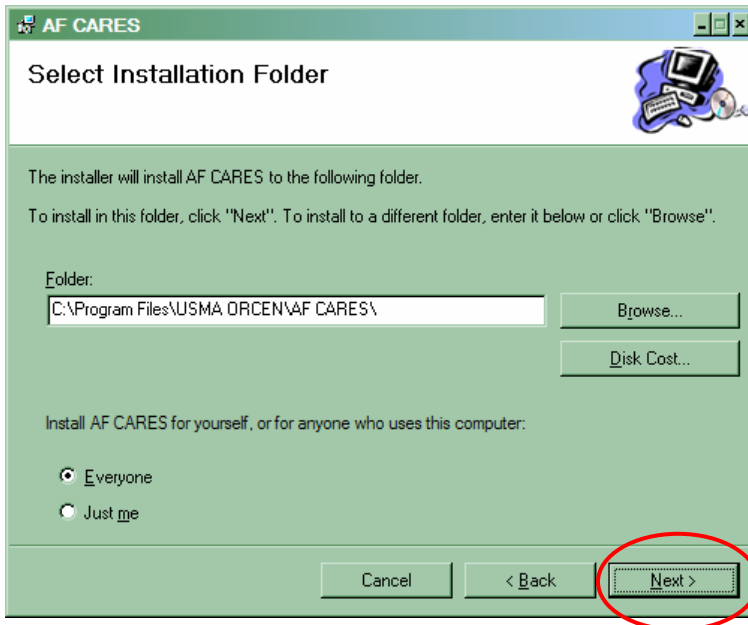 AF CARES
Select Installation Folder
The installer will install AF CARES to the following folder.
To install in this folder, click "Next". To install to a different folder, enter it below or click "Browse".
Folder:
C:\Program Files\USMA ORCEN\AF CARES\
Browse...
Disk Cost...
Install AF CARES for yourself, or for anyone who uses this computer:
Everyone
Just me
Cancel
< Back
Next >